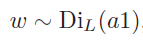 w ∼ Di_L(a1).